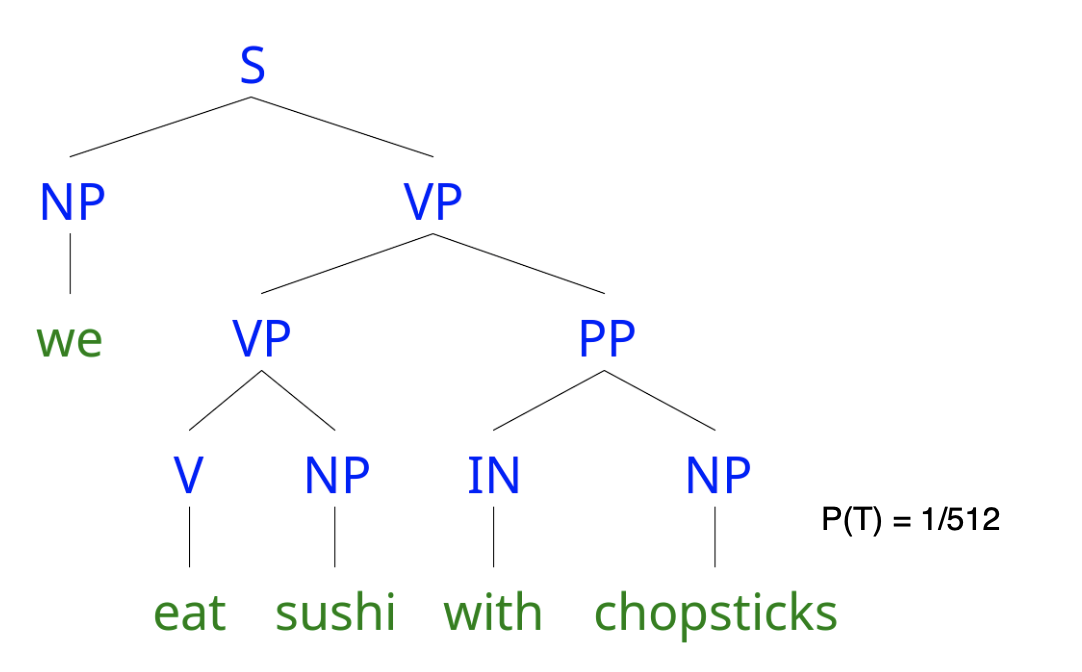 S
NP VP
we VP PP
V NP IN NP
P(T) = 1/512
eat sushi with chopsticks